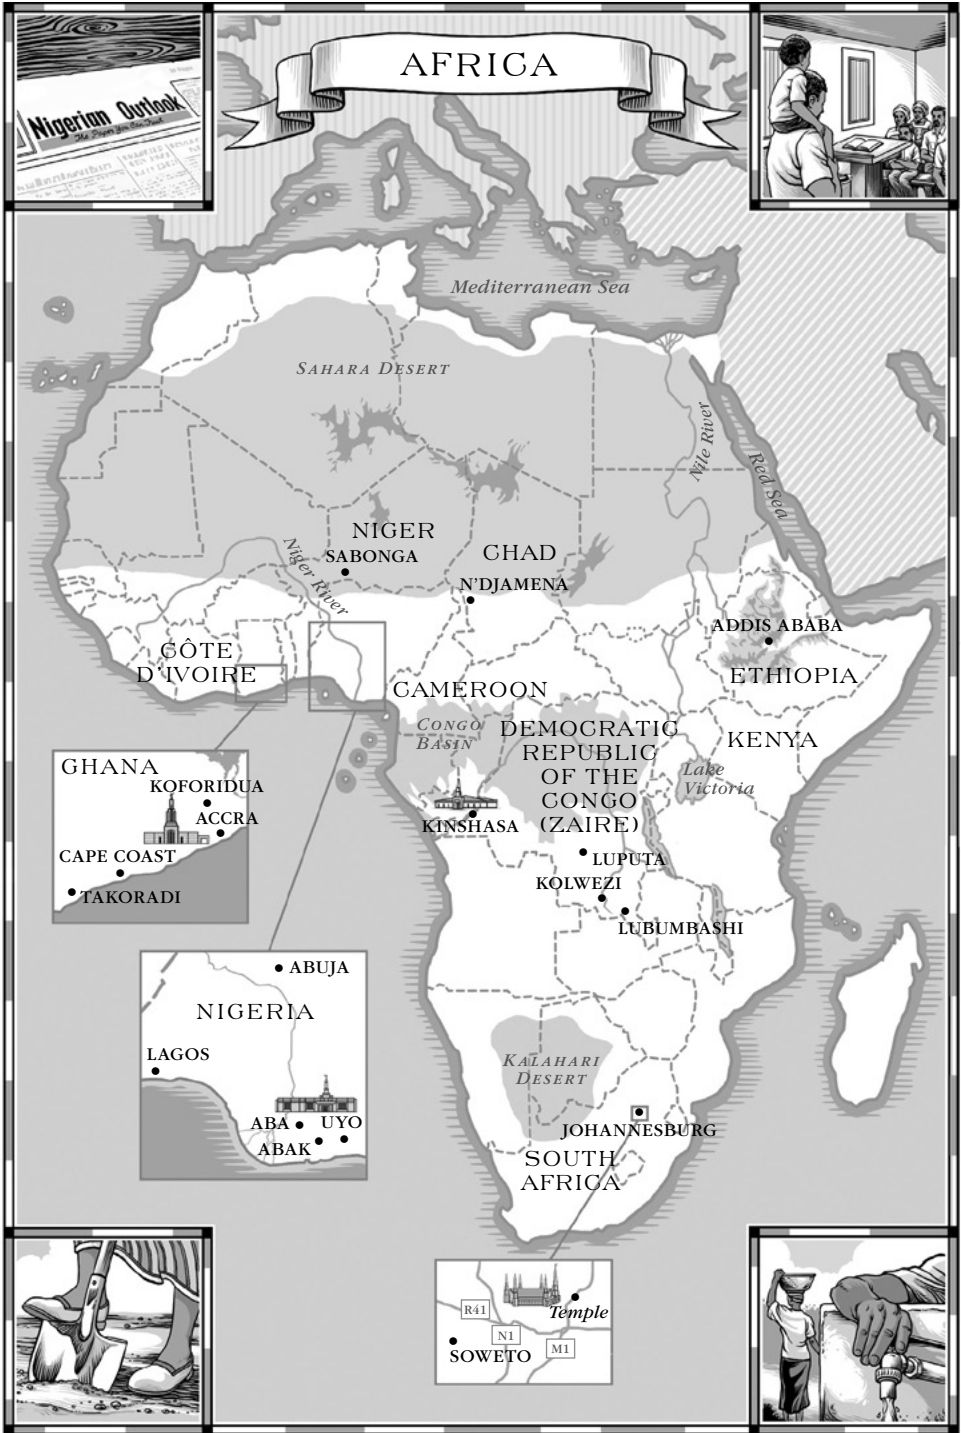 AFRICA
Nigerian Outlook
Mediterranean Sea
SAHARA DESERT
Nile River
Red Sea
NIGER
SABONGA
Niger River
CHAD
N'DJAMENA
ADDIS ABABA
ETHIOPIA
CÔTE
D'IVOIRE
CAMEROON
CONGO
BASIN
DEMOCRATIC
REPUBLIC
OF THE
CONGO
(ZAIRE)
KENYA
Lake
Victoria
KINSHASA
LUPUTA
KOLWEZI
LUBUMBASHI
GHANA
KOFORIDUA
ACCRA
CAPE COAST
TAKORADI
ABUJA
NIGERIA
LAGOS
ABA
UYO
ABAK
KALAHARI
DESERT
JOHANNESBURG
SOUTH
AFRICA
R41
Temple
N1
M1
SOWETO